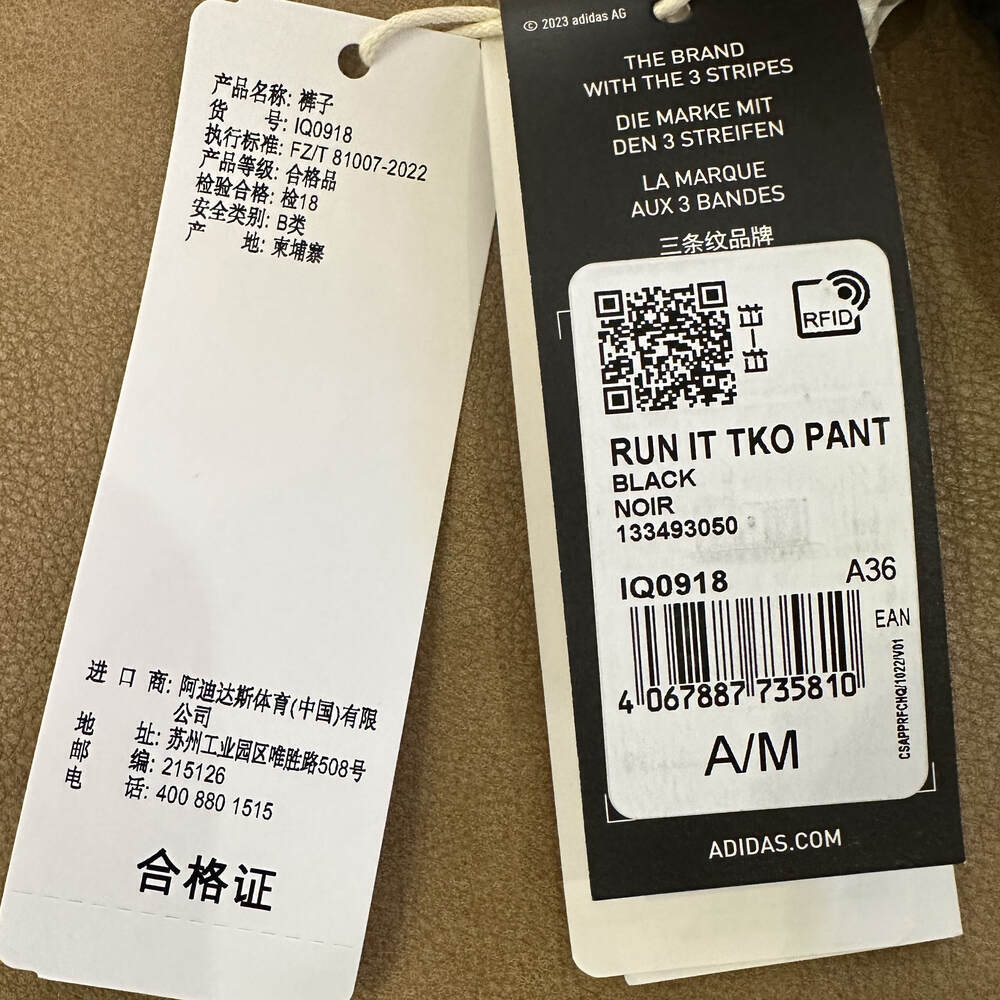 产品名称: 裤子
货 号: IQ0918
执行标准: FZ/T 81007-2022
产品等级: 合格品
检验合格: 检18
安全类别: B类
产 地: 柬埔寨
进 口 商: 阿迪达斯体育(中国)有限
公司
地 址: 苏州工业园区唯胜路508号
邮 编: 215126
电 话: 400 880 1515
合格证
© 2023 adidas AG
THE BRAND
WITH THE 3 STRIPES
DIE MARKE MIT
DEN 3 STREIFEN
LA MARQUE
AUX 3 BANDES
三条纹品牌
RFID
RUN IT TKO PANT
BLACK
NOIR
133493050
IQ0918
A36
EAN
4 067887 735810
CSAPPRFCHQ/1022/V01
A/M
ADIDAS.COM